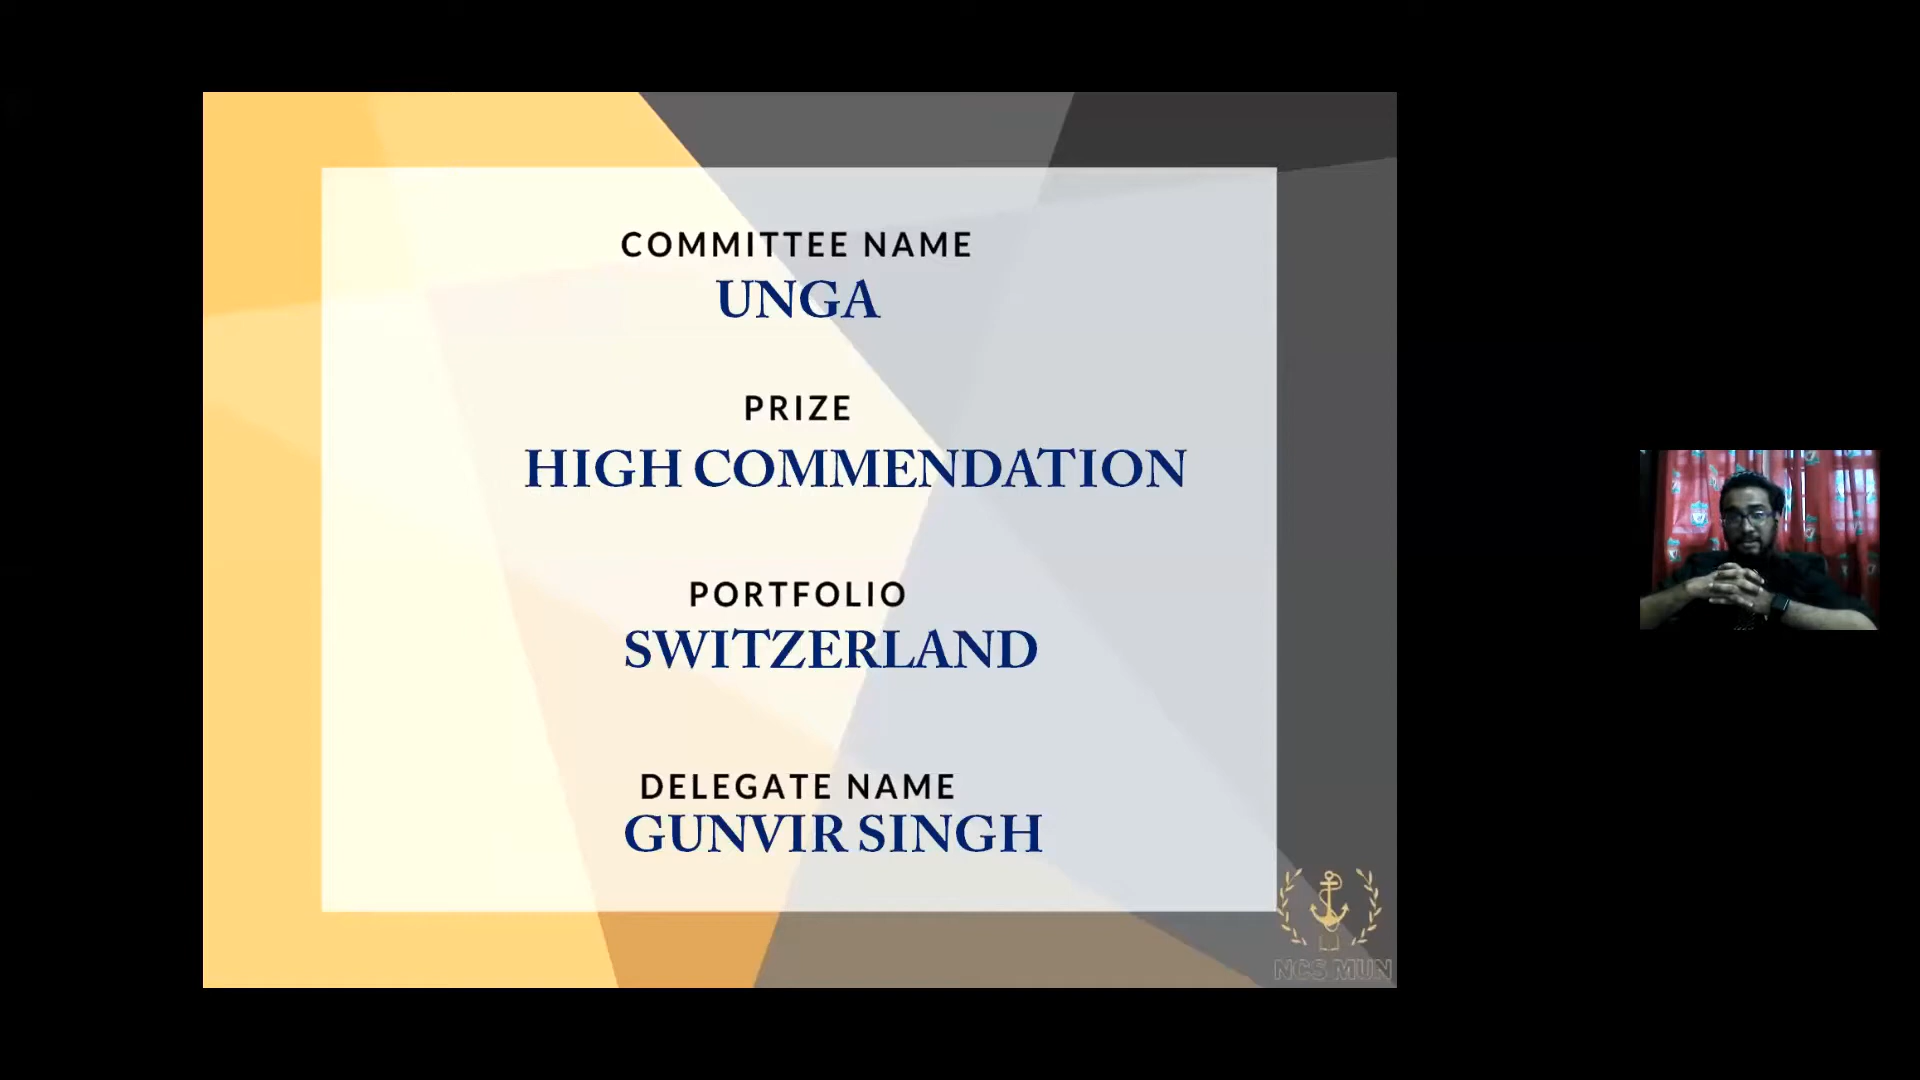 COMMITTEE NAME
UNGA
PRIZE
HIGH COMMENDATION
PORTFOLIO
SWITZERLAND
DELEGATE NAME
GUNVIR SINGH
NCS MUN